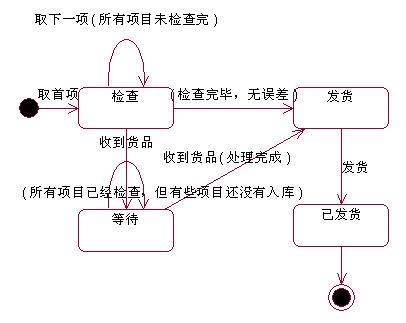 取下一项(所有项目未检查完)
取首项
检查
(检查完毕，无误差)
发货
收到货品
收到货品(处理完成)
发货
(所有项目已经检查，但有些项目还没有入库)
等待
已发货